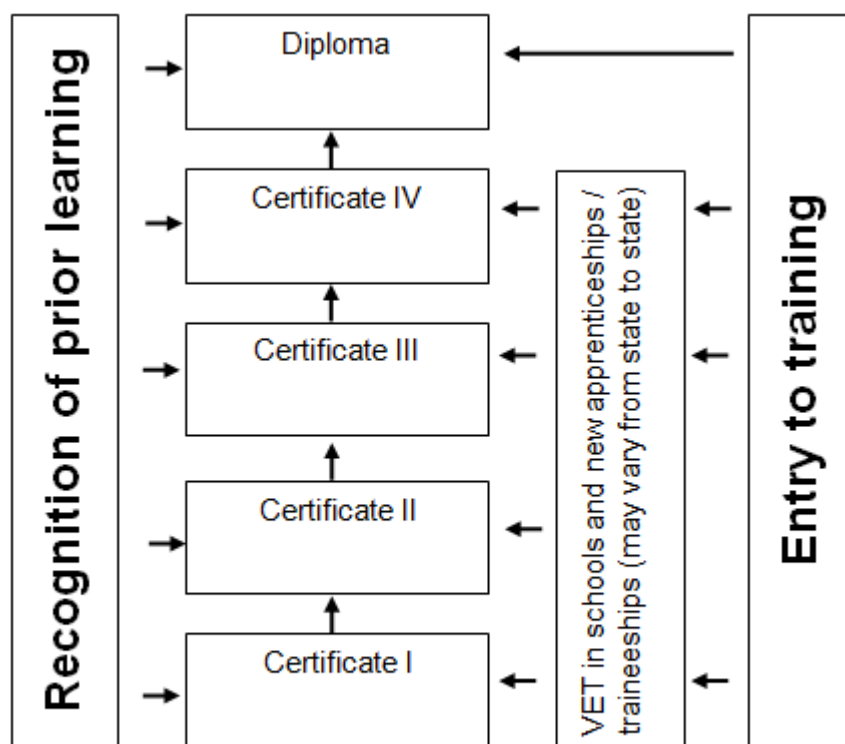 Recognition of prior learning
Diploma
Certificate IV
Certificate III
Certificate II
Certificate I
VET in schools and new apprenticeships /
traineeships (may vary from state to state)
Entry to training